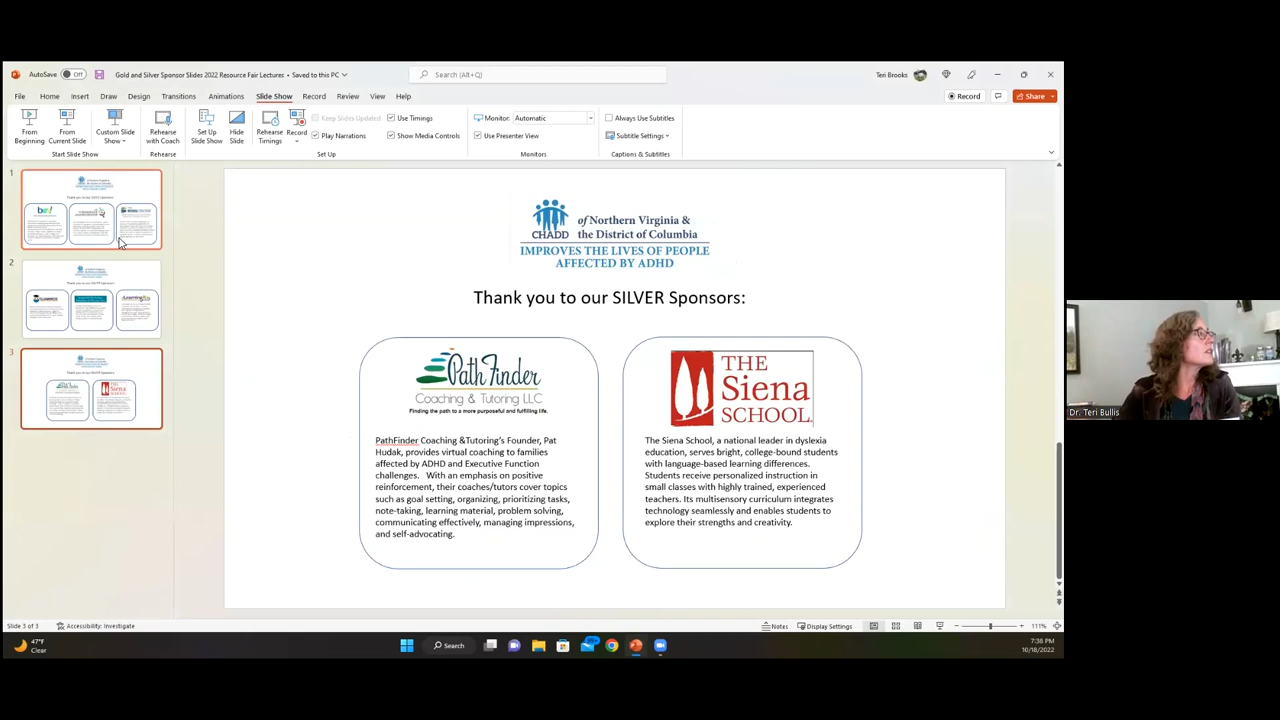 AutoSave Off Gold and Silver Sponsor Slides 2022 Resource Fair Lectures • Saved to this PC Search (Alt+Q) Teri Brooks
File Home Insert Draw Design Transitions Animations Slide Show Record Review View Help Record Share
From Beginning
From Current Slide
Custom Slide Show
Rehearse with Coach
Set Up Slide Show
Hide Slide
Rehearse Timings
Record
Keep Slides Updated
Use Timings
Play Narrations
Show Media Controls
Monitor: Automatic
Use Presenter View
Always Use Subtitles
Subtitle Settings
Start Slide Show Rehearse Set Up Monitors Captions & Subtitles
1
2
3
CHADD
of Northern Virginia &
the District of Columbia
IMPROVES THE LIVES OF PEOPLE
AFFECTED BY ADHD
Thank you to our SILVER Sponsors:
PathFinder
Coaching & Tutoring LLC
Finding the path to a more purposeful and fulfilling life.
PathFinder Coaching &Tutoring's Founder, Pat
Hudak, provides virtual coaching to families
affected by ADHD and Executive Function
challenges. With an emphasis on positive
reinforcement, their coaches/tutors cover topics
such as goal setting, organizing, prioritizing tasks,
note-taking, learning material, problem solving,
communicating effectively, managing impressions,
and self-advocating.
THE
Siena
SCHOOL
The Siena School, a national leader in dyslexia
education, serves bright, college-bound students
with language-based learning differences.
Students receive personalized instruction in
small classes with highly trained, experienced
teachers. Its multisensory curriculum integrates
technology seamlessly and enables students to
explore their strengths and creativity.
Dr. Teri Bullis
Slide 3 of 3 Accessibility: Investigate Notes Display Settings 111%
47°F
Clear
Search
7:38 PM
10/18/2022